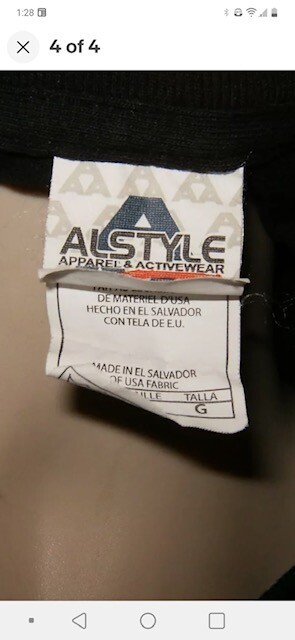 1:28
4 of 4
ALSTYLE
APPAREL & ACTIVEWEAR
DE MATERIEL D'USA
HECHO EN EL SALVADOR
CON TELA DE E.U.
MADE IN EL SALVADOR
OF USA FABRIC
TALLA
G